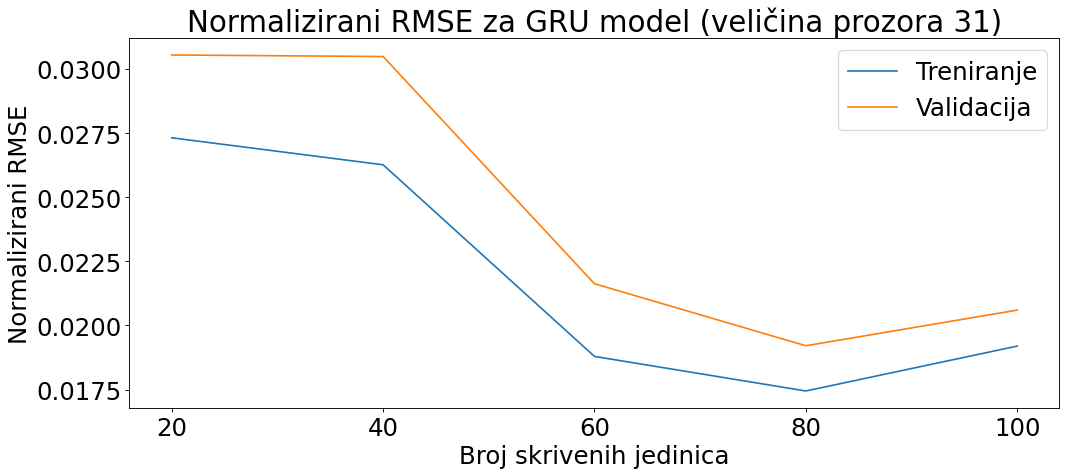 Normalizirani RMSE za GRU model (veličina prozora 31)
Normalizirani RMSE
0.0300
0.0275
0.0250
0.0225
0.0200
0.0175
Treniranje
Validacija
20
40
60
80
100
Broj skrivenih jedinica